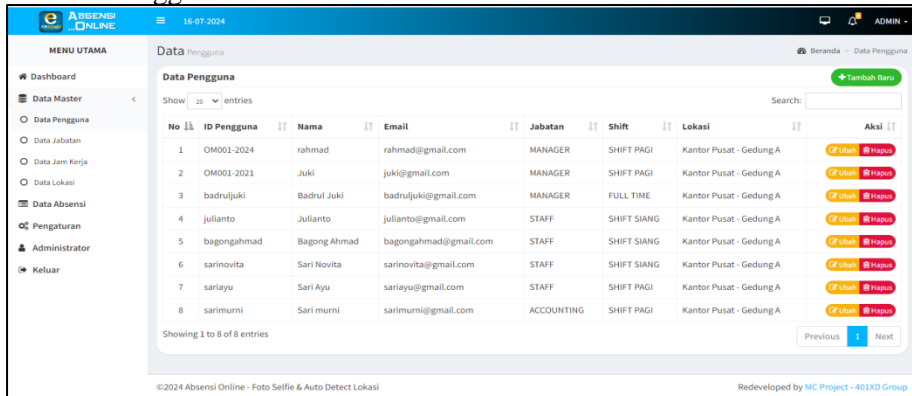 ABSENSI
...ONLINE
16-07-2024
ADMIN
MENU UTAMA
Data Pengguna
Beranda > Data Pengguna
Dashboard
Data Master
Data Pengguna
Data Jabatan
Data Jam Kerja
Data Lokasi
Data Absensi
Pengaturan
Administrator
Keluar
Data Pengguna
+Tambah Baru
Show 20 entries
Search:
No ID Pengguna Nama Email Jabatan Shift Lokasi Aksi
1 OM001-2024 rahmad rahmad@gmail.com MANAGER SHIFT PAGI Kantor Pusat - Gedung A Ubah Hapus
2 OM001-2021 Juki juki@gmail.com MANAGER SHIFT PAGI Kantor Pusat - Gedung A Ubah Hapus
3 badruljuki Badrul Juki badruljuki@gmail.com MANAGER FULL TIME Kantor Pusat - Gedung A Ubah Hapus
4 julianto Julianto julianto@gmail.com STAFF SHIFT SIANG Kantor Pusat - Gedung A Ubah Hapus
5 bagongahmad Bagong Ahmad bagongahmad@gmail.com STAFF SHIFT SIANG Kantor Pusat - Gedung A Ubah Hapus
6 sarinovita Sari Novita sarinovita@gmail.com STAFF SHIFT SIANG Kantor Pusat - Gedung A Ubah Hapus
7 sariayu Sari Ayu sariayu@gmail.com STAFF SHIFT PAGI Kantor Pusat - Gedung A Ubah Hapus
8 sarimurni Sari murni sarimurni@gmail.com ACCOUNTING SHIFT PAGI Kantor Pusat - Gedung A Ubah Hapus
Showing 1 to 8 of 8 entries
Previous 1 Next
©2024 Absensi Online - Foto Selfie & Auto Detect Lokasi
Redeveloped by MC Project - 401XD Group